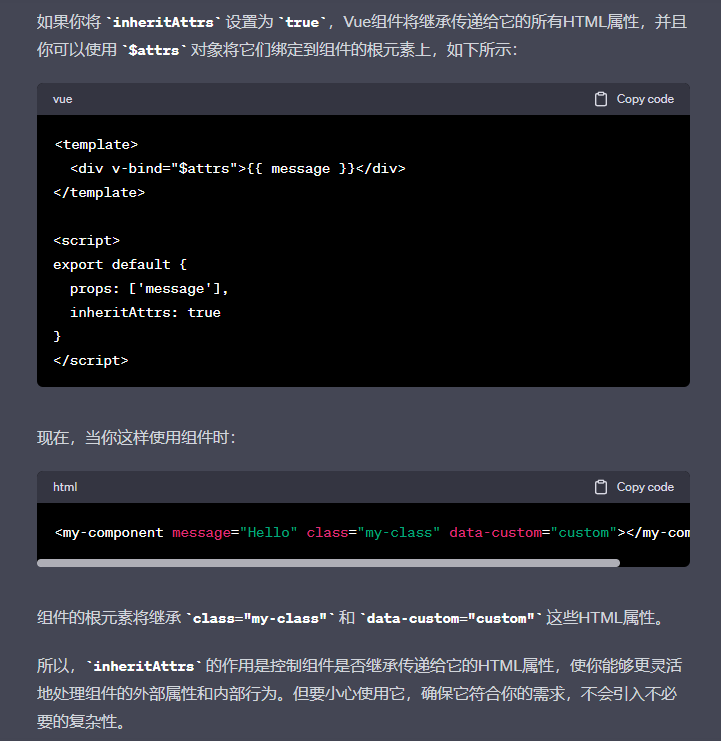 如果你将 `inheritAttrs` 设置为 `true`，Vue组件将继承传递给它的所有HTML属性，并且
你可以使用 `$attrs` 对象将它们绑定到组件的根元素上，如下所示：
vue Copy code
<template>
  <div v-bind="$attrs">{{ message }}</div>
</template>
<script>
export default {
  props: ['message'],
  inheritAttrs: true
}
</script>
现在，当你这样使用组件时：
html Copy code
<my-component message="Hello" class="my-class" data-custom="custom"></my-com
组件的根元素将继承 `class="my-class"` 和 `data-custom="custom"` 这些HTML属性。
所以，`inheritAttrs` 的作用是控制组件是否继承传递给它的HTML属性，使你能够更灵活
地处理组件的外部属性和内部行为。但要小心使用它，确保它符合你的需求，不会引入不必
要的复杂性。